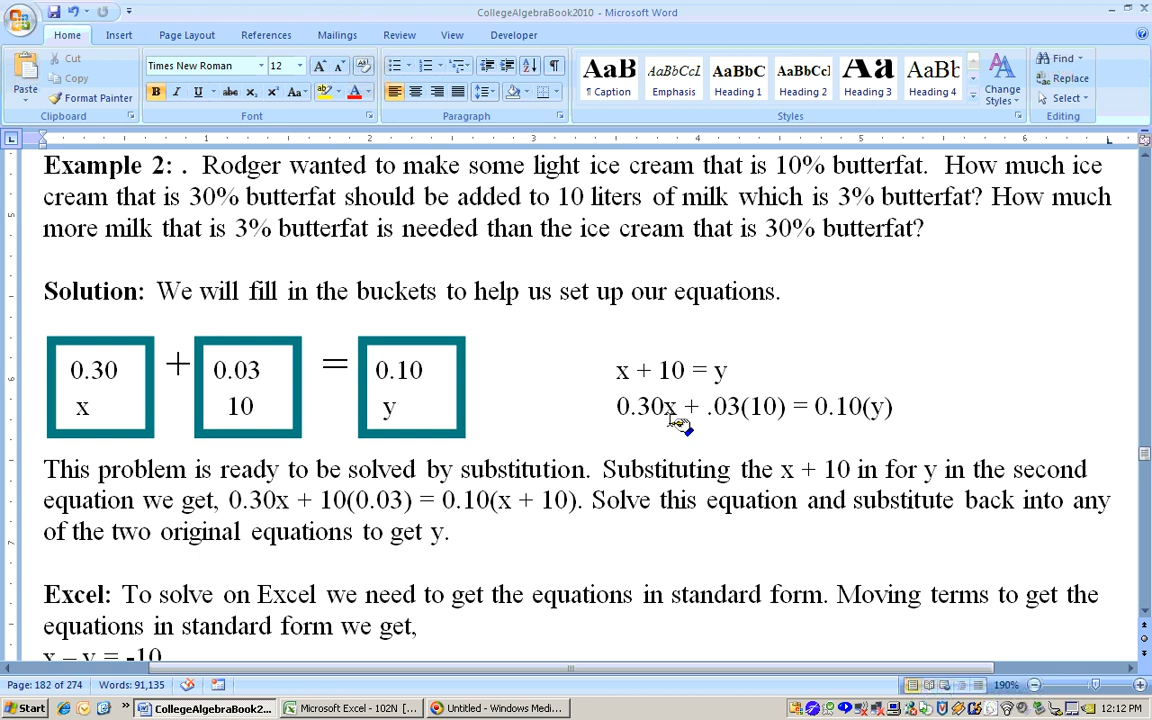 CollegeAlgebraBook2010 - Microsoft Word
Home Insert Page Layout References Mailings Review View Developer
Paste Cut Copy Format Painter Clipboard
Times New Roman 12 Font
Paragraph
AaB AaBbCcL AaBbC AaBbCc AaB AaBb
¶ Caption Emphasis Heading 1 Heading 2 Heading 3 Heading 4 Change Styles Styles
Find Replace Select Editing
1 2 3 4 5 6
Example 2: . Rodger wanted to make some light ice cream that is 10% butterfat. How much ice
cream that is 30% butterfat should be added to 10 liters of milk which is 3% butterfat? How much
more milk that is 3% butterfat is needed than the ice cream that is 30% butterfat?
Solution: We will fill in the buckets to help us set up our equations.
0.30 + 0.03 = 0.10
x 10 y
x + 10 = y
0.30x + .03(10) = 0.10(y)
This problem is ready to be solved by substitution. Substituting the x + 10 in for y in the second
equation we get, 0.30x + 10(0.03) = 0.10(x + 10). Solve this equation and substitute back into any
of the two original equations to get y.
Excel: To solve on Excel we need to get the equations in standard form. Moving terms to get the
equations in standard form we get,
x – y = -10
Page: 182 of 274 Words: 91,135 190%
Start CollegeAlgebraBook2... Microsoft Excel - 102N [... Untitled - Windows Medi... 12:12 PM